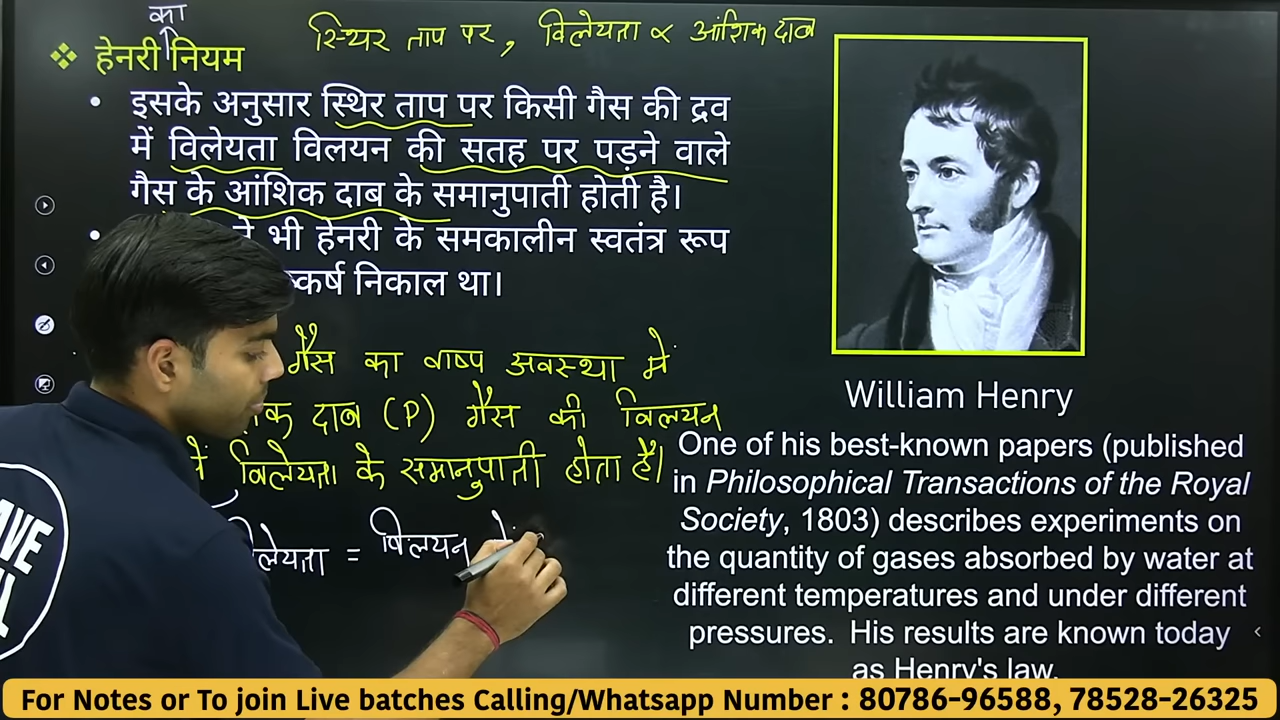 का
❖ हेनरी नियम
स्थिर ताप पर, विलेयता ∝ आंशिक दाब
• इसके अनुसार स्थिर ताप पर किसी गैस की द्रव
में विलेयता विलयन की सतह पर पड़ने वाले
गैस के आंशिक दाब के समानुपाती होती है।
• भी हेनरी के समकालीन स्वतंत्र रूप
निकाल था।
गैस का वाष्प अवस्था में
दाब (P) गैस की विलयन
विलेयता के समानुपाती होता है।
= विलयन में
William Henry
One of his best-known papers (published
in Philosophical Transactions of the Royal
Society, 1803) describes experiments on
the quantity of gases absorbed by water at
different temperatures and under different
pressures. His results are known today
as Henry's law.
For Notes or To join Live batches Calling/Whatsapp Number : 80786-96588, 78528-26325